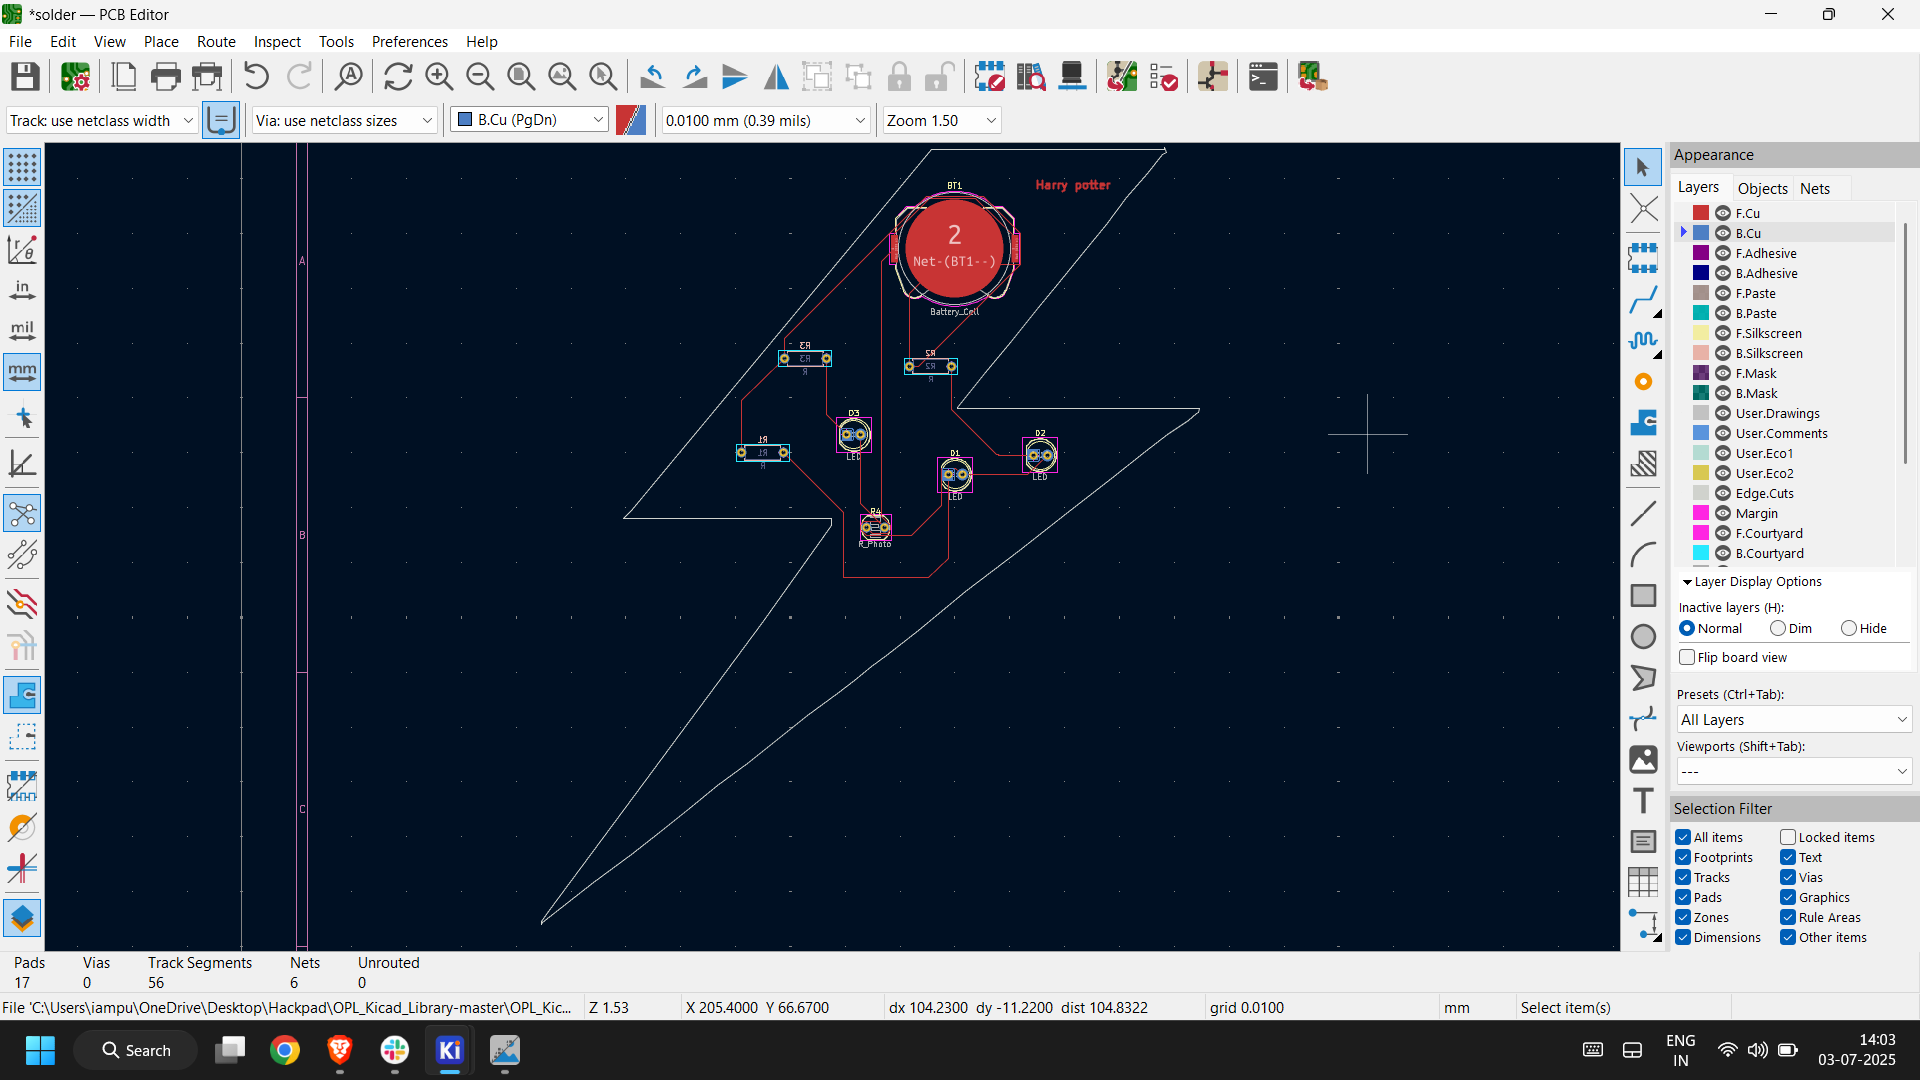 *solder — PCB Editor
File Edit View Place Route Inspect Tools Preferences Help
Track: use netclass width Via: use netclass sizes B.Cu (PgDn) 0.0100 mm (0.39 mils) Zoom 1.50
in
mil
mm
A
B
C
BT1
Harry potter
2
Net-(BT1--)
Battery_Cell
R3
R3
R
R2
R2
R
D3
LED
R1
R1
R
D2
LED
D1
LED
R4
R_Photo
Appearance
Layers Objects Nets
F.Cu
B.Cu
F.Adhesive
B.Adhesive
F.Paste
B.Paste
F.Silkscreen
B.Silkscreen
F.Mask
B.Mask
User.Drawings
User.Comments
User.Eco1
User.Eco2
Edge.Cuts
Margin
F.Courtyard
B.Courtyard
Layer Display Options
Inactive layers (H):
Normal Dim Hide
Flip board view
Presets (Ctrl+Tab):
All Layers
Viewports (Shift+Tab):
---
Selection Filter
All items Locked items
Footprints Text
Tracks Vias
Pads Graphics
Zones Rule Areas
Dimensions Other items
Pads Vias Track Segments Nets Unrouted
17 0 56 6 0
File 'C:\Users\iampu\OneDrive\Desktop\Hackpad\OPL_Kicad_Library-master\OPL_Kic... Z 1.53 X 205.4000 Y 66.6700 dx 104.2300 dy -11.2200 dist 104.8322 grid 0.0100 mm Select item(s)
Search
Ki
ENG
IN
14:03
03-07-2025